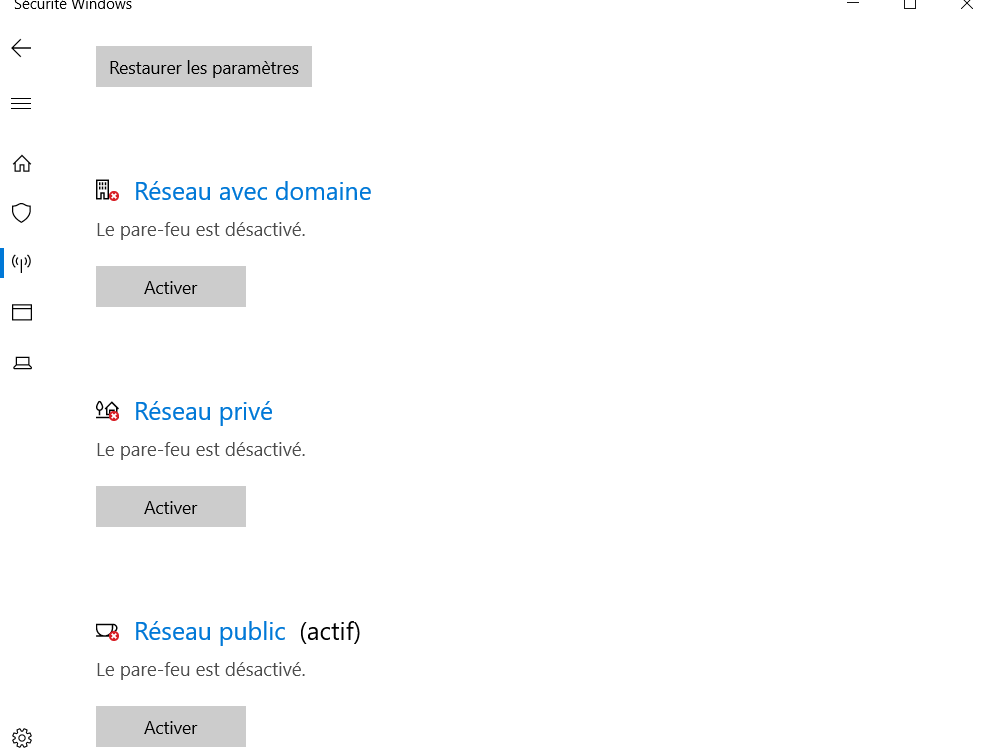 Sécurité Windows
Restaurer les paramètres
Réseau avec domaine
Le pare-feu est désactivé.
Activer
Réseau privé
Le pare-feu est désactivé.
Activer
Réseau public (actif)
Le pare-feu est désactivé.
Activer